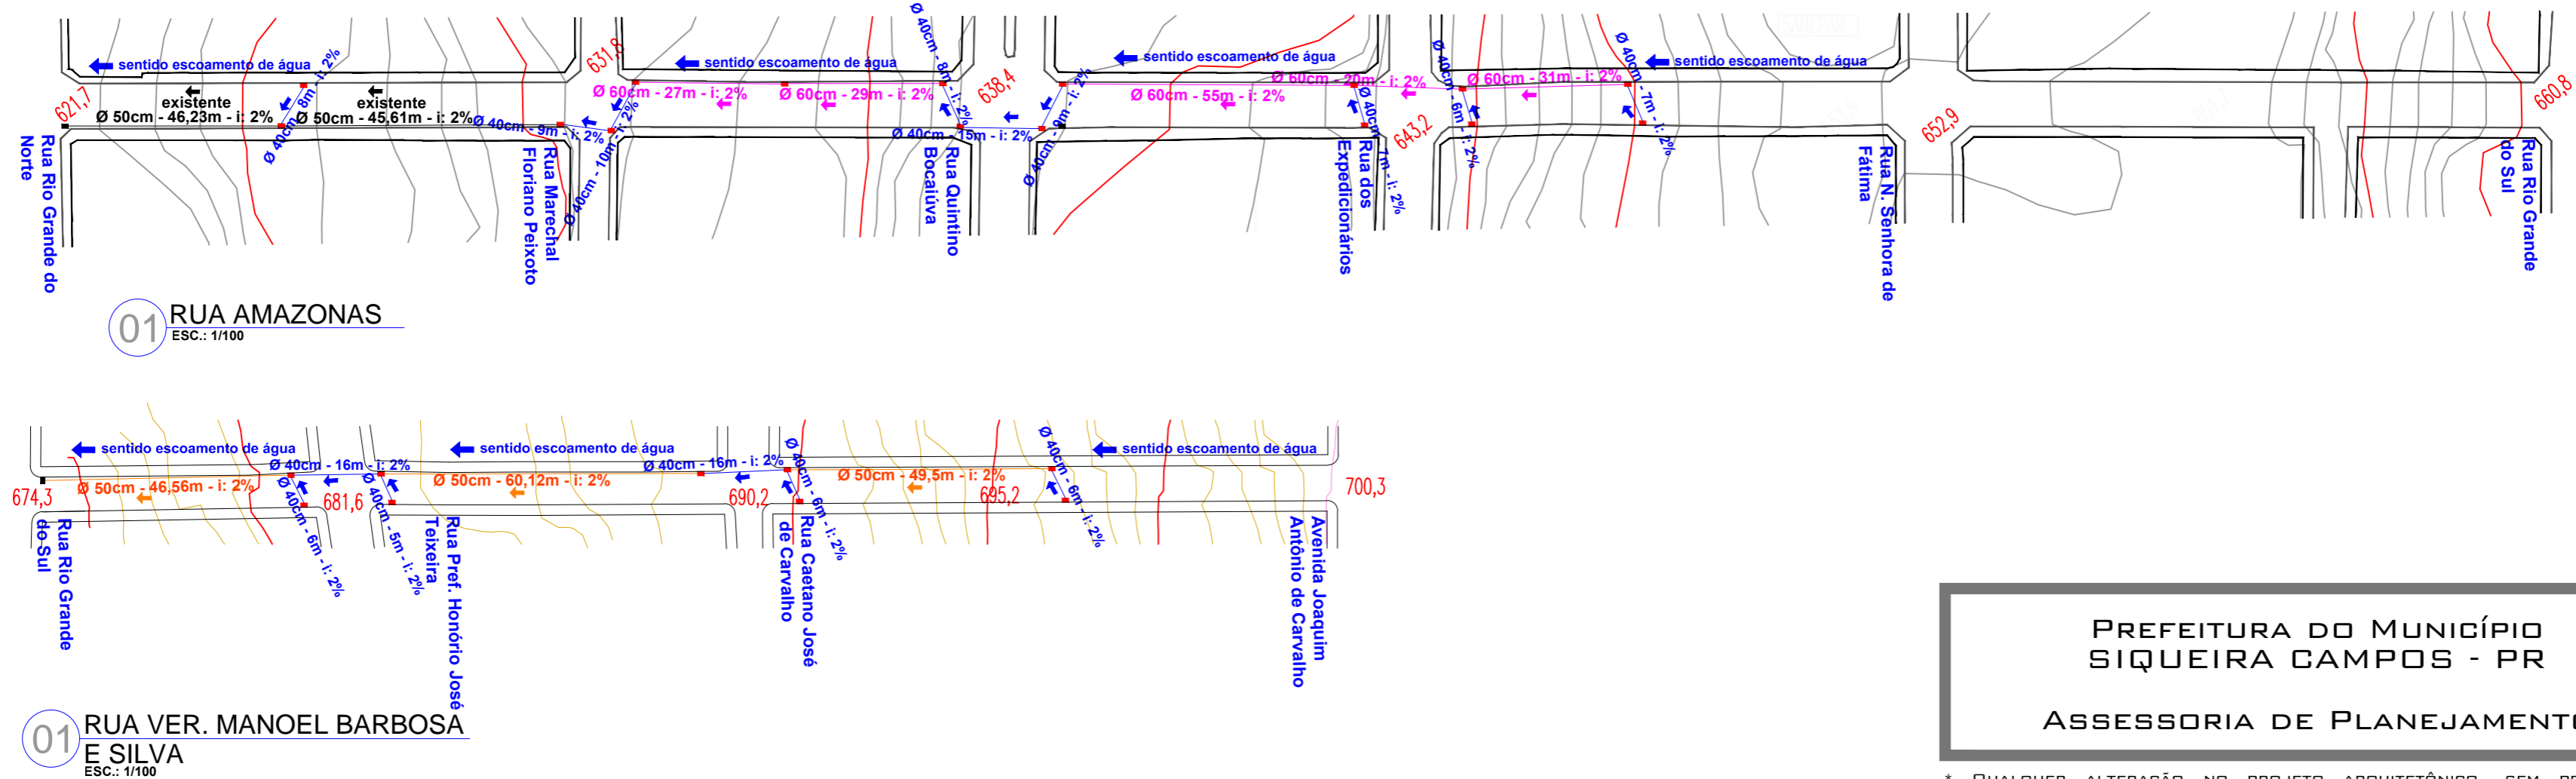 sentido escoamento de água
sentido escoamento de água
sentido escoamento de água
sentido escoamento de água
621,7
631,8
638,4
643,2
652,9
660,8
existente
Ø 50cm - 46,23m - i: 2%
existente
Ø 50cm - 45,61m - i: 2%
Ø 40cm - 8m - i: 2%
Ø 40cm - 9m - i: 2%
Ø 40cm - 10m - i: 2%
Ø 60cm - 27m - i: 2%
Ø 60cm - 29m - i: 2%
Ø 40cm - 8m - i: 2%
Ø 40cm - 15m - i: 2%
Ø 40cm - 9m - i: 2%
Ø 60cm - 55m - i: 2%
Ø 60cm - 20m - i: 2%
Ø 40cm 7m - i: 2%
Ø 40cm - 6m - i: 2%
Ø 60cm - 31m - i: 2%
Ø 40cm - 7m - i: 2%
Rua Rio Grande do
Norte
Rua Marechal
Floriano Peixoto
Rua Quintino
Bocaiúva
Rua dos
Expedicionários
Rua N. Senhora de
Fátima
Rua Rio Grande
do Sul
01
RUA AMAZONAS
ESC.: 1/100
sentido escoamento de água
sentido escoamento de água
sentido escoamento de água
674,3
681,6
690,2
695,2
700,3
Ø 50cm - 46,56m - i: 2%
Ø 40cm - 16m - i: 2%
Ø 40cm - 6m - i: 2%
Ø 40cm - 5m - i: 2%
Ø 50cm - 60,12m - i: 2%
Ø 40cm - 16m - i: 2%
Ø 40cm - 6m - i: 2%
Ø 50cm - 49,5m - i: 2%
Ø 40cm - 6m - i: 2%
Rua Rio Grande
do Sul
Rua Pref. Honório José
Teixeira
Rua Caetano José
de Carvalho
Avenida Joaquim
Antônio de Carvalho
01
RUA VER. MANOEL BARBOSA
E SILVA
ESC.: 1/100
PREFEITURA DO MUNICÍPIO
SIQUEIRA CAMPOS - PR
ASSESSORIA DE PLANEJAMENTO
* QUALQUER ALTERAÇÃO NO PROJETO ARQUITETÔNICO SEM